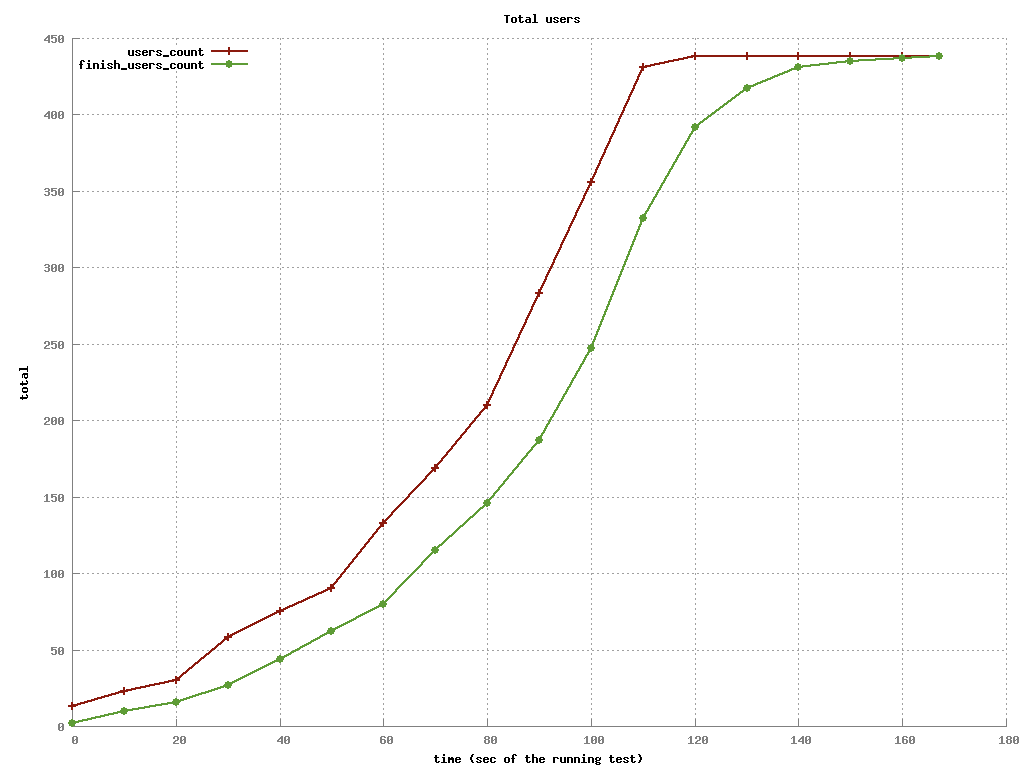 Total users
users_count
finish_users_count
450
400
350
300
250
200
150
100
50
0
total
0 20 40 60 80 100 120 140 160 180
time (sec of the running test)